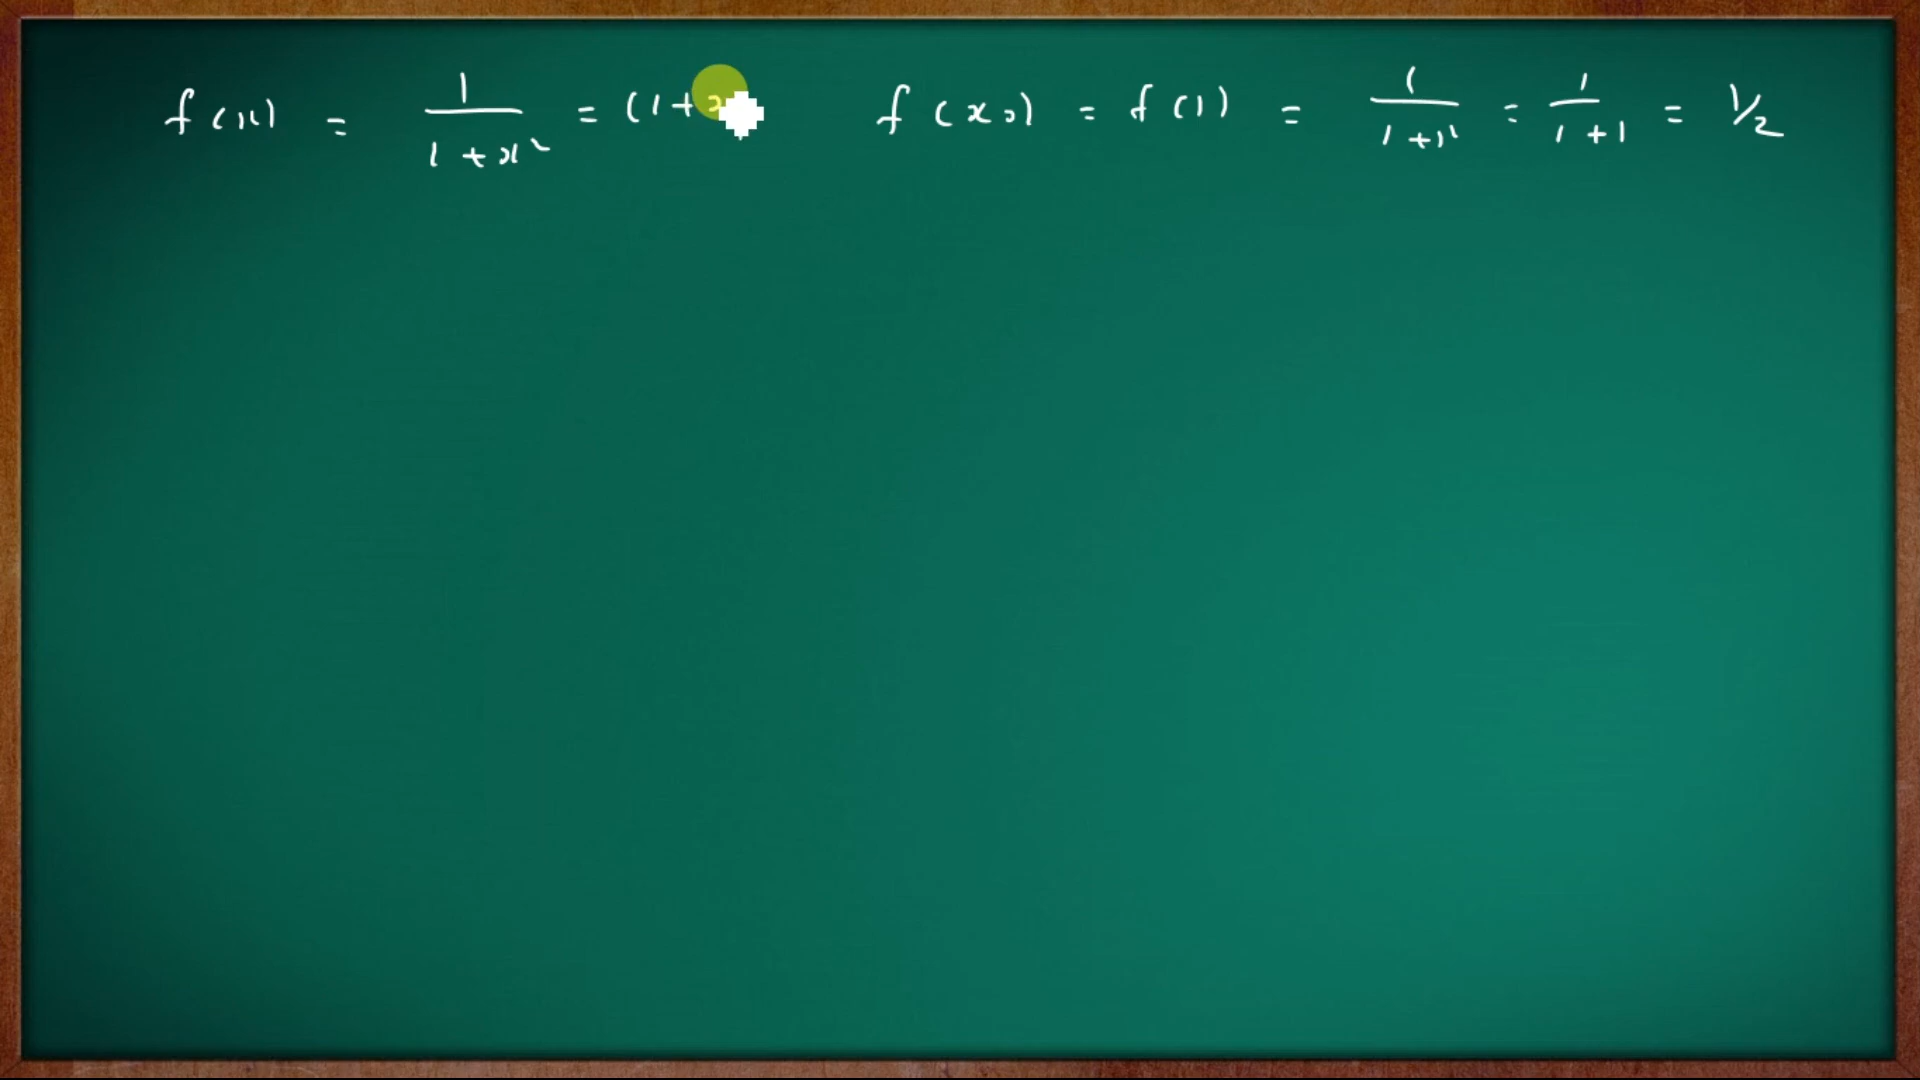 f(x) = 1/(1+x²) = (1+x f(x₀) = f(1) = 1/(1+1²) = 1/(1+1) = 1/2